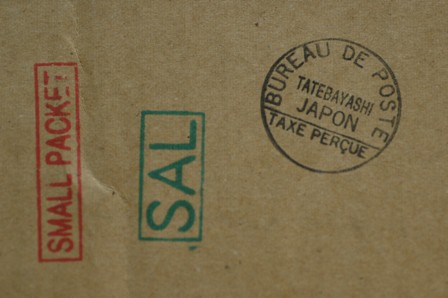 SMALL PACKET
SAL
BUREAU DE POSTE
TATEBAYASHI
JAPON
TAXE PERÇUE